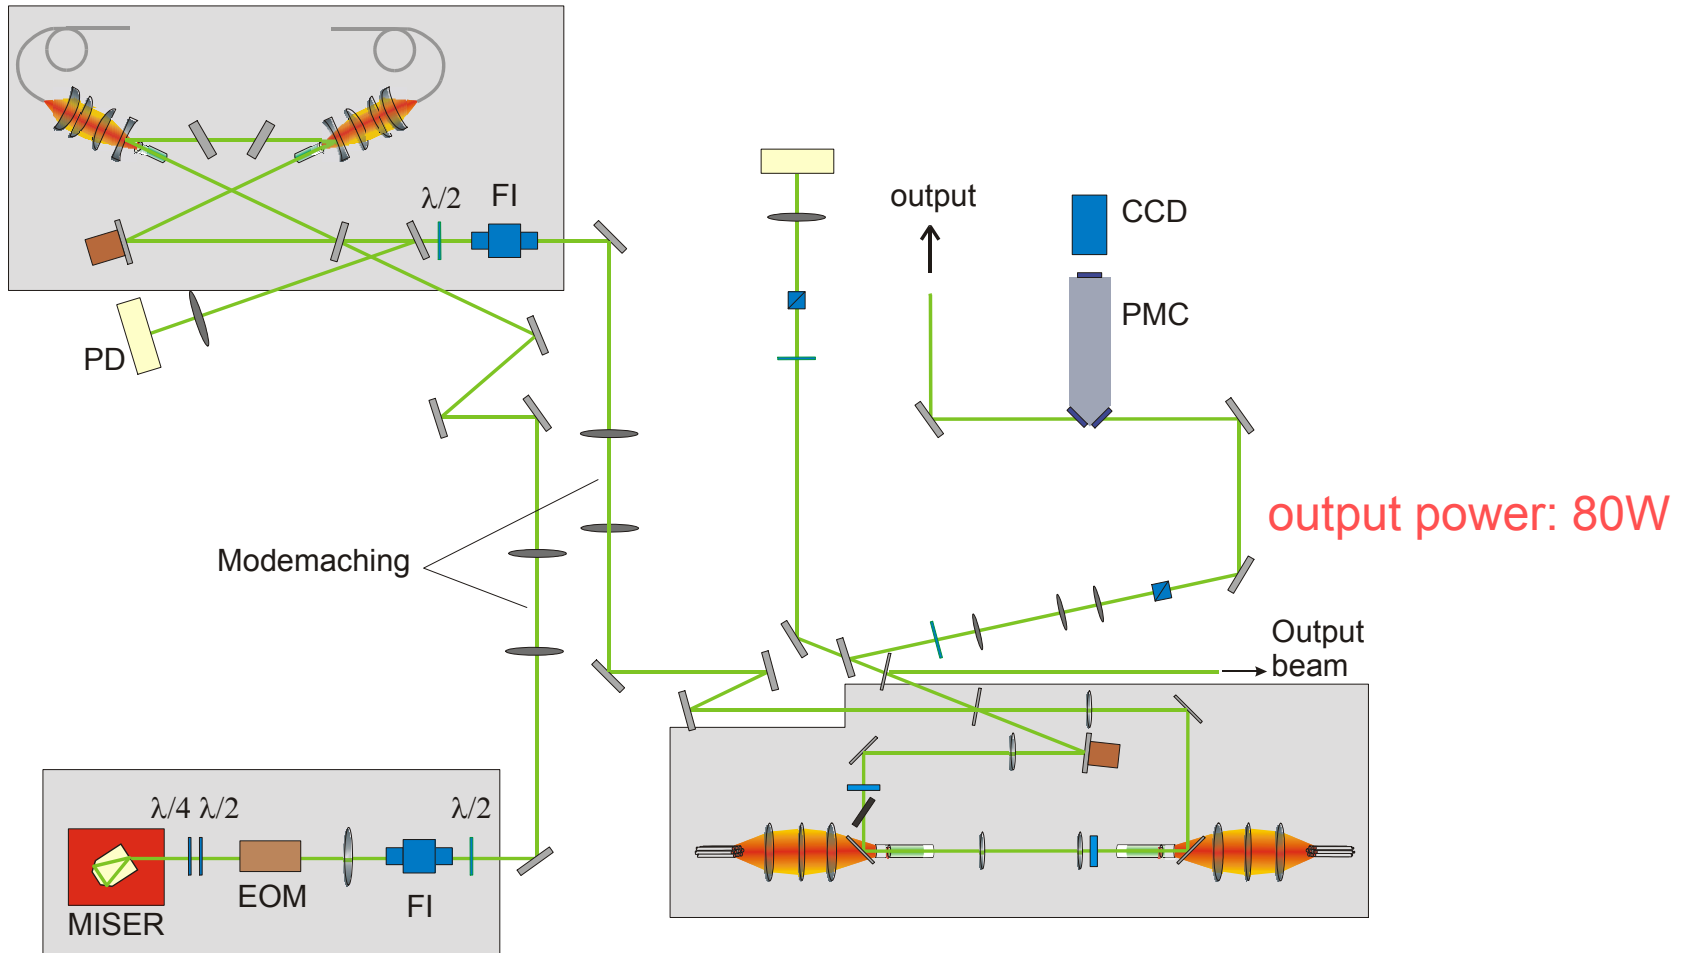 λ/2
FI
output
CCD
PMC
PD
output power: 80W
Modemaching
Output
beam
λ/4 λ/2
λ/2
EOM
FI
MISER